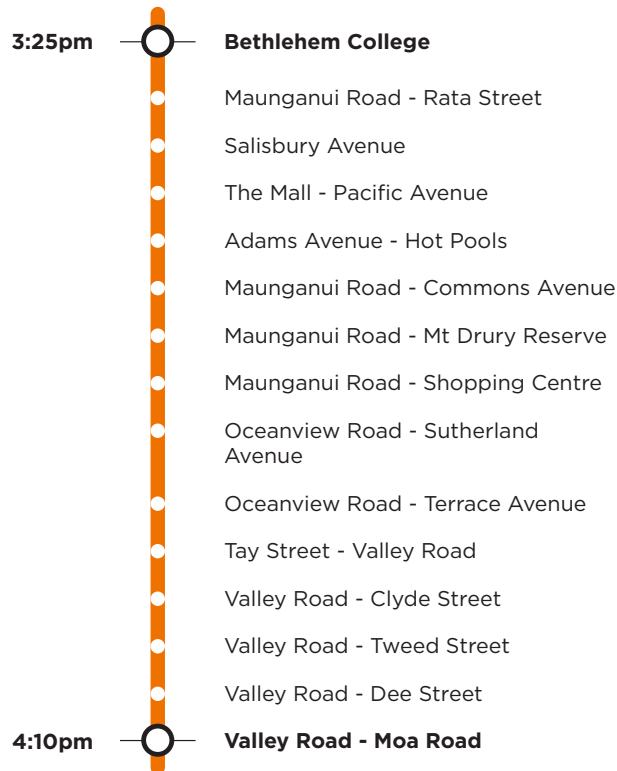 3:25pm Bethlehem College
Maunganui Road - Rata Street
Salisbury Avenue
The Mall - Pacific Avenue
Adams Avenue - Hot Pools
Maunganui Road - Commons Avenue
Maunganui Road - Mt Drury Reserve
Maunganui Road - Shopping Centre
Oceanview Road - Sutherland
Avenue
Oceanview Road - Terrace Avenue
Tay Street - Valley Road
Valley Road - Clyde Street
Valley Road - Tweed Street
Valley Road - Dee Street
4:10pm Valley Road - Moa Road